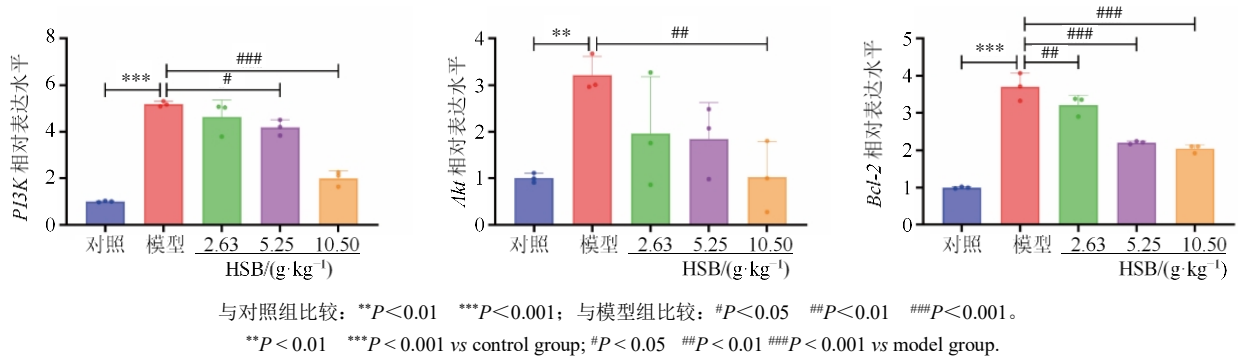 PI3K 相对表达水平
8
6
4
2
0
***
###
#
对照 模型 2.63 5.25 10.50
HSB/(g·kg⁻¹)
Akt 相对表达水平
4
3
2
1
0
**
##
对照 模型 2.63 5.25 10.50
HSB/(g·kg⁻¹)
Bcl-2 相对表达水平
5
4
3
2
1
0
***
###
###
##
对照 模型 2.63 5.25 10.50
HSB/(g·kg⁻¹)
与对照组比较：**P＜0.01 ***P＜0.001；与模型组比较：#P＜0.05 ##P＜0.01 ###P＜0.001。
**P < 0.01 ***P < 0.001 vs control group; #P < 0.05 ##P < 0.01 ###P < 0.001 vs model group.